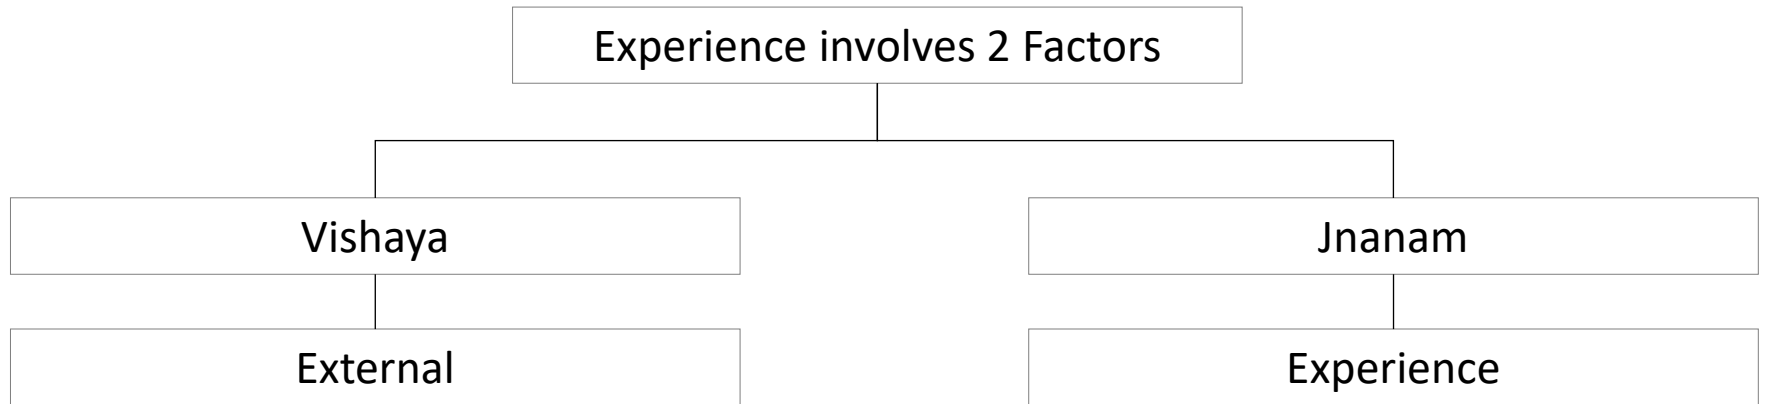 Experience involves 2 Factors
Vishaya
Jnanam
External
Experience